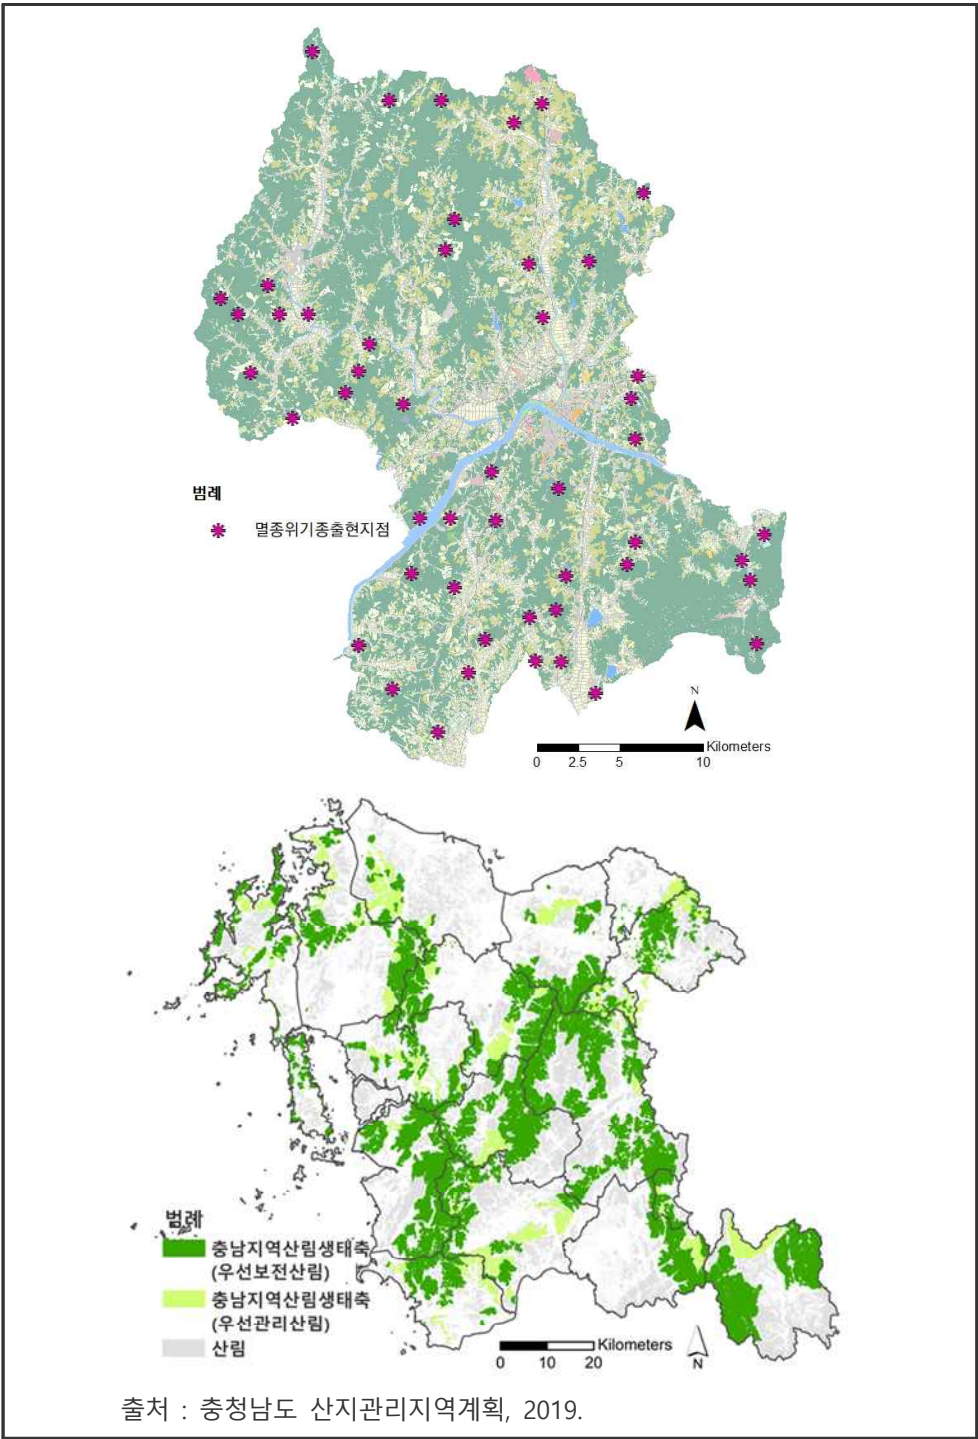 범례
멸종위기종출현지점
N
Kilometers
0 2.5 5 10
범례
충남지역산림생태축
(우선보전산림)
충남지역산림생태축
(우선관리산림)
산림
Kilometers
0 10 20
N
출처 : 충청남도 산지관리지역계획, 2019.